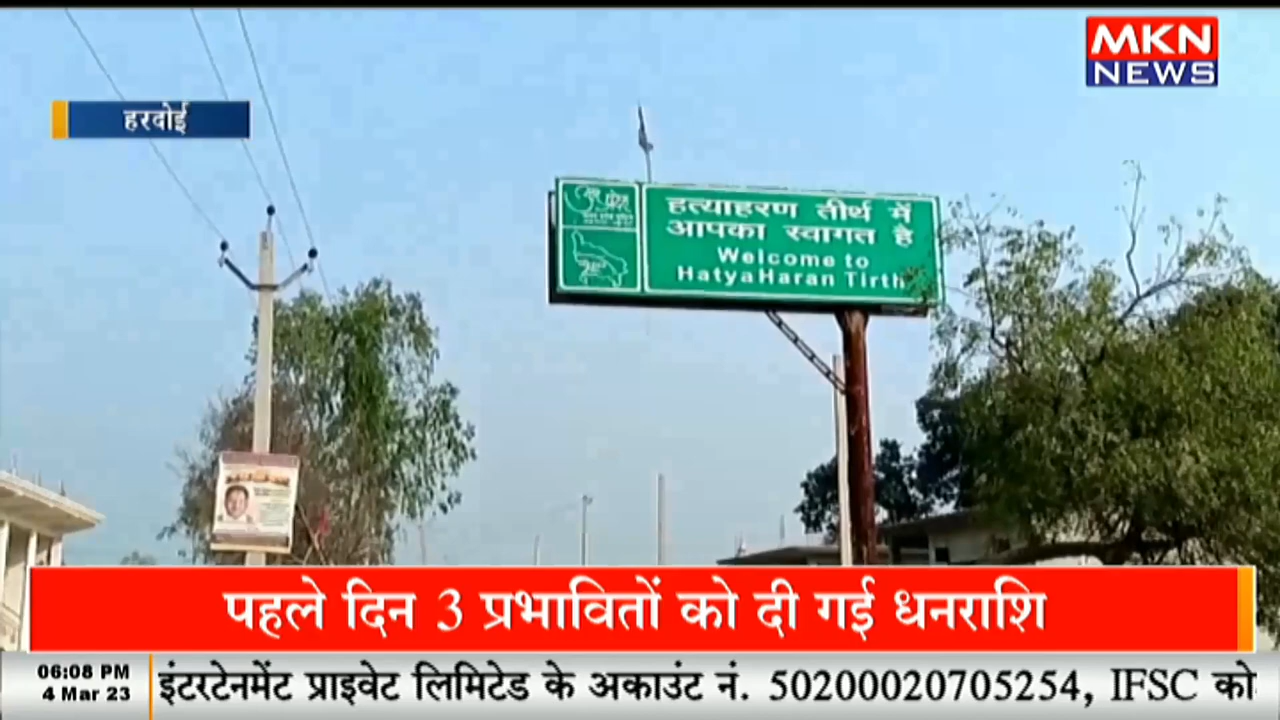 MKN
NEWS
हरदोई
हत्याहरण तीर्थ में
आपका स्वागत है
Welcome to
HatyaHaran Tirth
पहले दिन 3 प्रभावितों को दी गई धनराशि
06:08 PM
4 Mar 23
इंटरटेनमेंट प्राइवेट लिमिटेड के अकाउंट नं. 50200020705254, IFSC को